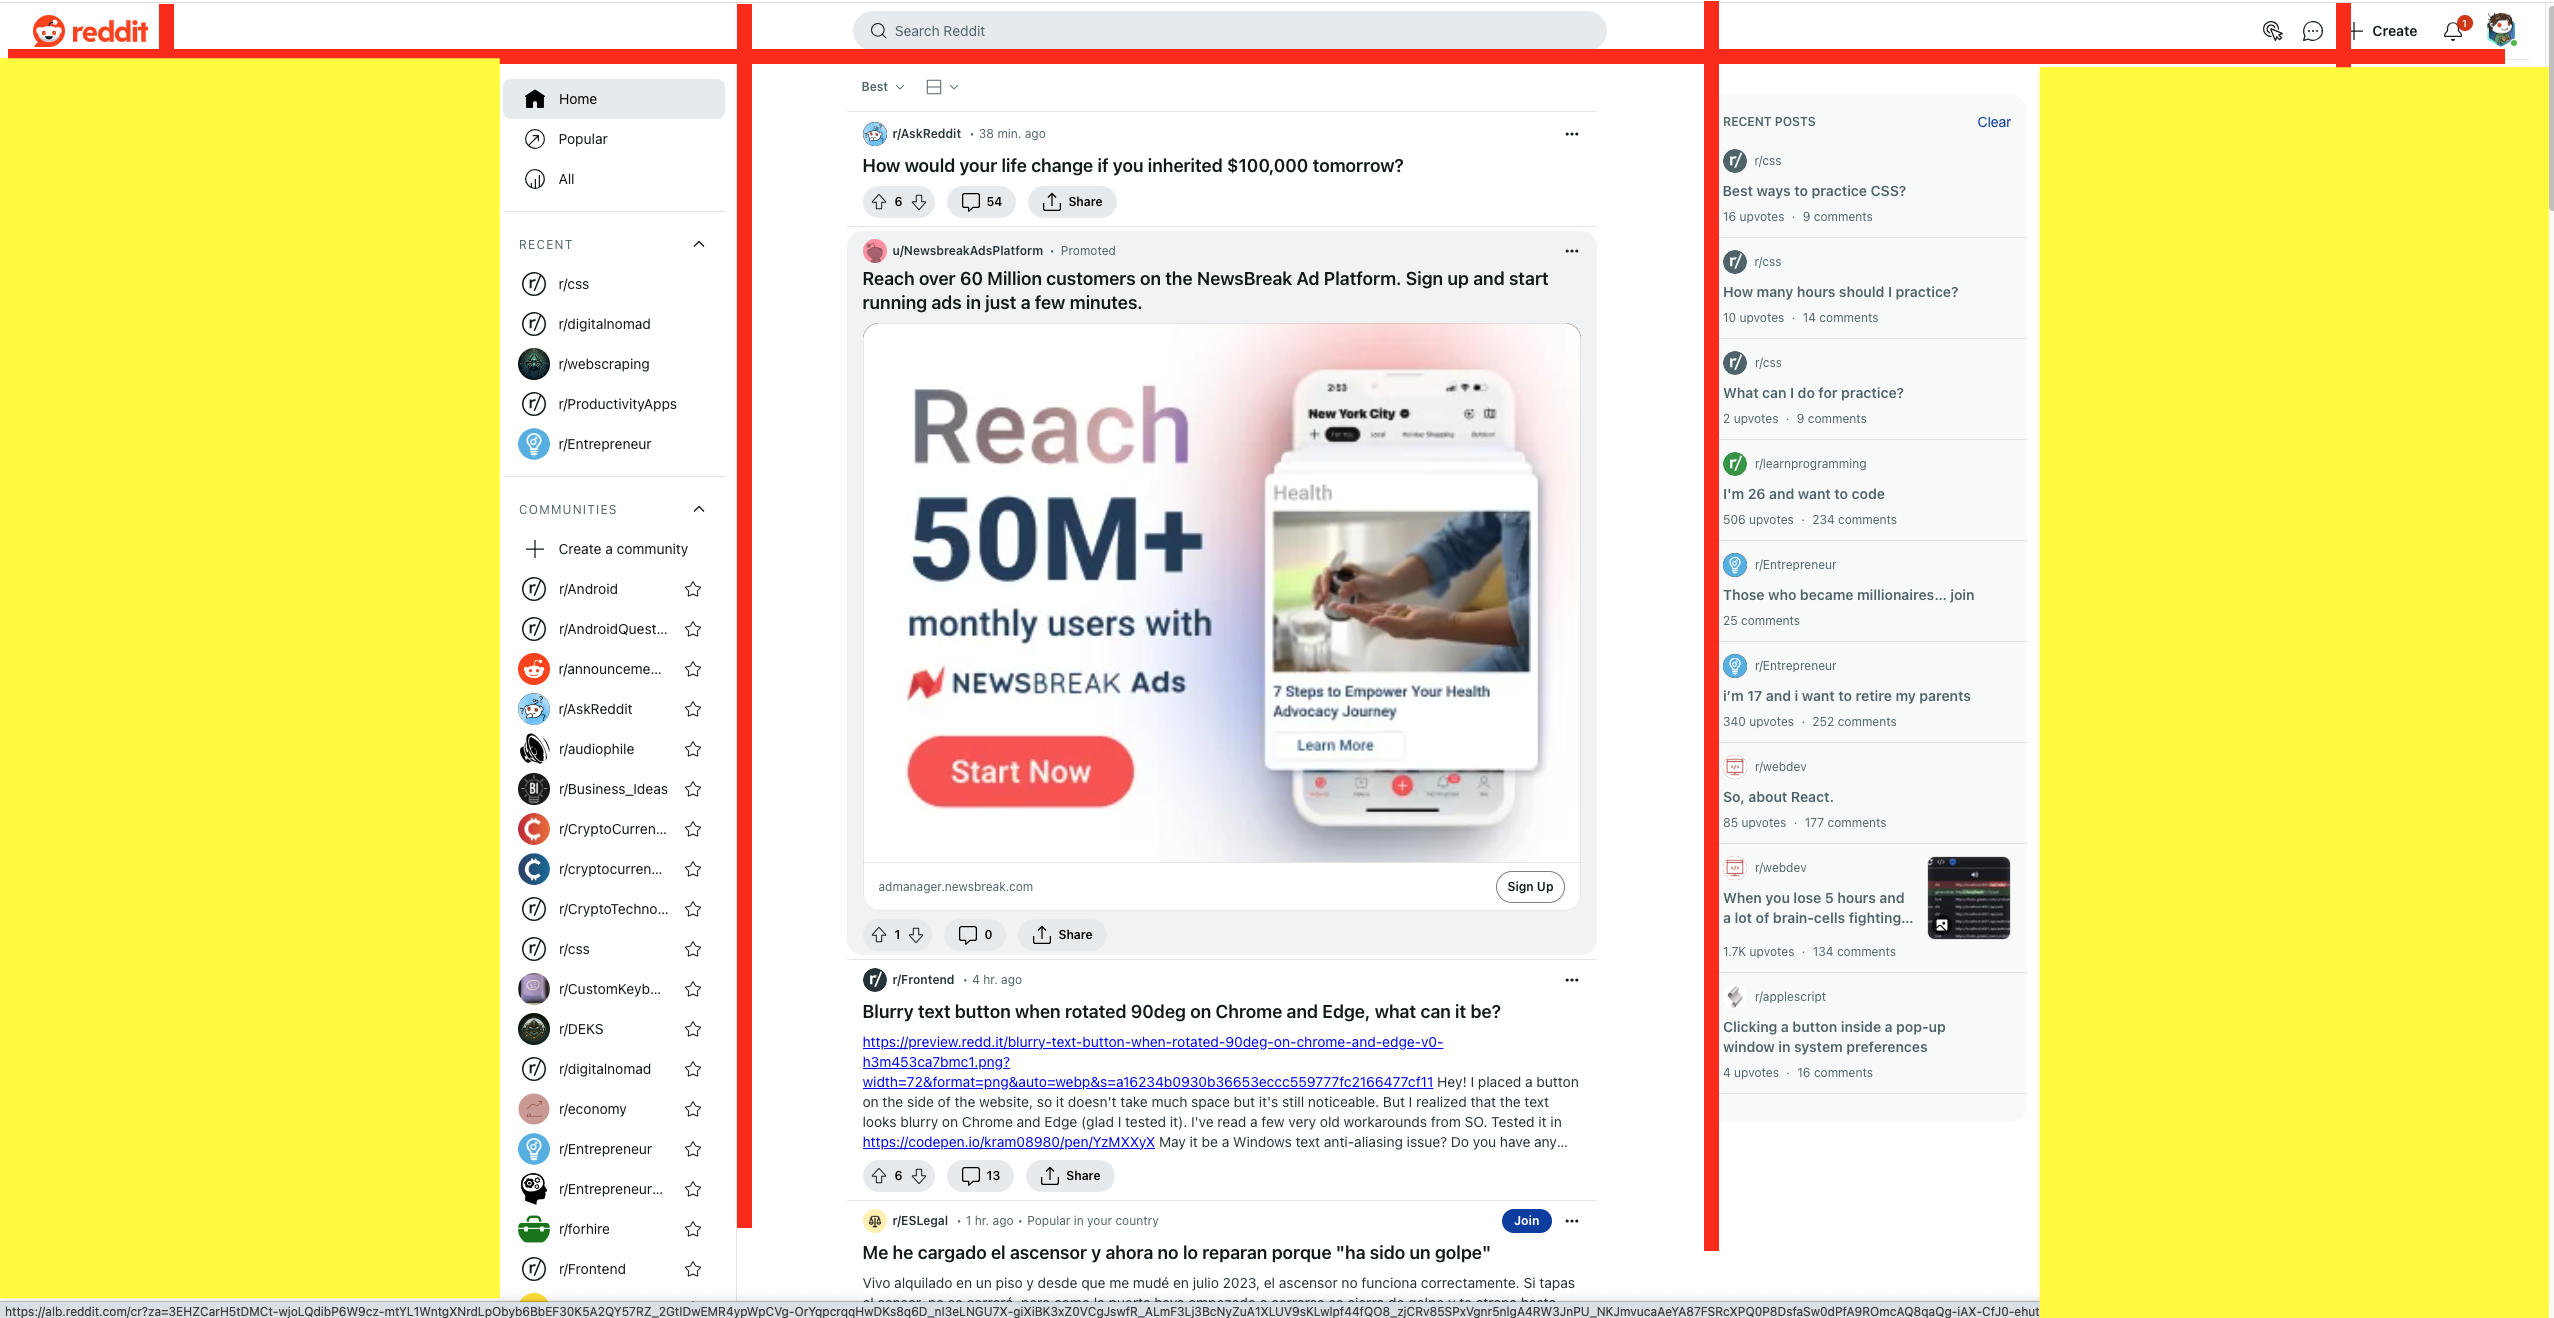 reddit
Search Reddit
Create
1
Home
Popular
All
RECENT
r/css
r/digitalnomad
r/webscraping
r/ProductivityApps
r/Entrepreneur
COMMUNITIES
Create a community
r/Android
r/AndroidQuest...
r/announceme...
r/AskReddit
r/audiophile
r/Business_Ideas
r/CryptoCurren...
r/cryptocurren...
r/CryptoTechno...
r/css
r/CustomKeyb...
r/DEKS
r/digitalnomad
r/economy
r/Entrepreneur
r/Entrepreneur...
r/forhire
r/Frontend
Best
r/AskReddit • 38 min. ago
How would your life change if you inherited $100,000 tomorrow?
6 54 Share
u/NewsbreakAdsPlatform • Promoted
Reach over 60 Million customers on the NewsBreak Ad Platform. Sign up and start
running ads in just a few minutes.
Reach
50M+
monthly users with
NEWSBREAK Ads
Start Now
2:53
New York City
For You Local Holiday Shopping Outdoor
Health
7 Steps to Empower Your Health
Advocacy Journey
Learn More
admanager.newsbreak.com
Sign Up
1 0 Share
r/Frontend • 4 hr. ago
Blurry text button when rotated 90deg on Chrome and Edge, what can it be?
https://preview.redd.it/blurry-text-button-when-rotated-90deg-on-chrome-and-edge-v0-
h3m453ca7bmc1.png?
width=72&format=png&auto=webp&s=a16234b0930b36653eccc559777fc2166477cf11 Hey! I placed a button
on the side of the website, so it doesn't take much space but it's still noticeable. But I realized that the text
looks blurry on Chrome and Edge (glad I tested it). I've read a few very old workarounds from SO. Tested it in
https://codepen.io/kram08980/pen/YzMXXyX May it be a Windows text anti-aliasing issue? Do you have any...
6 13 Share
r/ESLegal • 1 hr. ago • Popular in your country
Join
Me he cargado el ascensor y ahora no lo reparan porque "ha sido un golpe"
Vivo alquilado en un piso y desde que me mudé en julio 2023, el ascensor no funciona correctamente. Si tapas
RECENT POSTS
Clear
r/css
Best ways to practice CSS?
16 upvotes · 9 comments
r/css
How many hours should I practice?
10 upvotes · 14 comments
r/css
What can I do for practice?
2 upvotes · 9 comments
r/learnprogramming
I'm 26 and want to code
506 upvotes · 234 comments
r/Entrepreneur
Those who became millionaires... join
25 comments
r/Entrepreneur
i'm 17 and i want to retire my parents
340 upvotes · 252 comments
r/webdev
So, about React.
85 upvotes · 177 comments
r/webdev
When you lose 5 hours and
a lot of brain-cells fighting...
1.7K upvotes · 134 comments
r/applescript
Clicking a button inside a pop-up
window in system preferences
4 upvotes · 16 comments